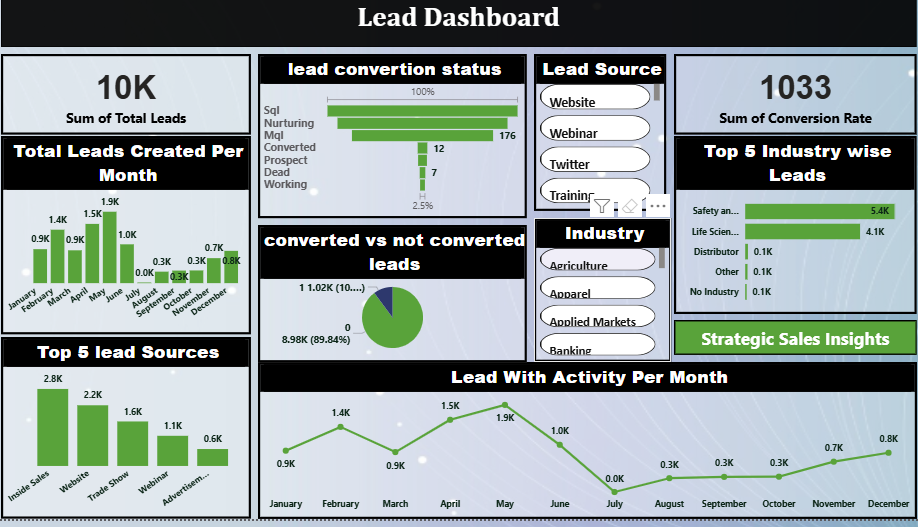 Lead Dashboard
10K
Sum of Total Leads
lead convertion status
100%
Sql
Nurturing
Mql
176
Converted
12
Prospect
Dead
7
Working
2.5%
Lead Source
Website
Webinar
Twitter
Training
1033
Sum of Conversion Rate
Total Leads Created Per
Month
0.9K
1.4K
0.9K
1.5K
1.9K
1.0K
0.0K
0.3K
0.3K
0.3K
0.7K
0.8K
January
February
March
April
May
June
July
August
September
October
November
December
converted vs not converted
leads
1 1.02K (10....)
0
8.98K (89.84%)
Industry
Agriculture
Apparel
Applied Markets
Banking
Top 5 Industry wise
Leads
Safety an...
5.4K
Life Scien...
4.1K
Distributor
0.1K
Other
0.1K
No Industry
0.1K
Strategic Sales Insights
Top 5 lead Sources
2.8K
2.2K
1.6K
1.1K
0.6K
Inside Sales
Website
Trade Show
Webinar
Advertisem...
Lead With Activity Per Month
0.9K
1.4K
0.9K
1.5K
1.9K
1.0K
0.0K
0.3K
0.3K
0.3K
0.7K
0.8K
January
February
March
April
May
June
July
August
September
October
November
December